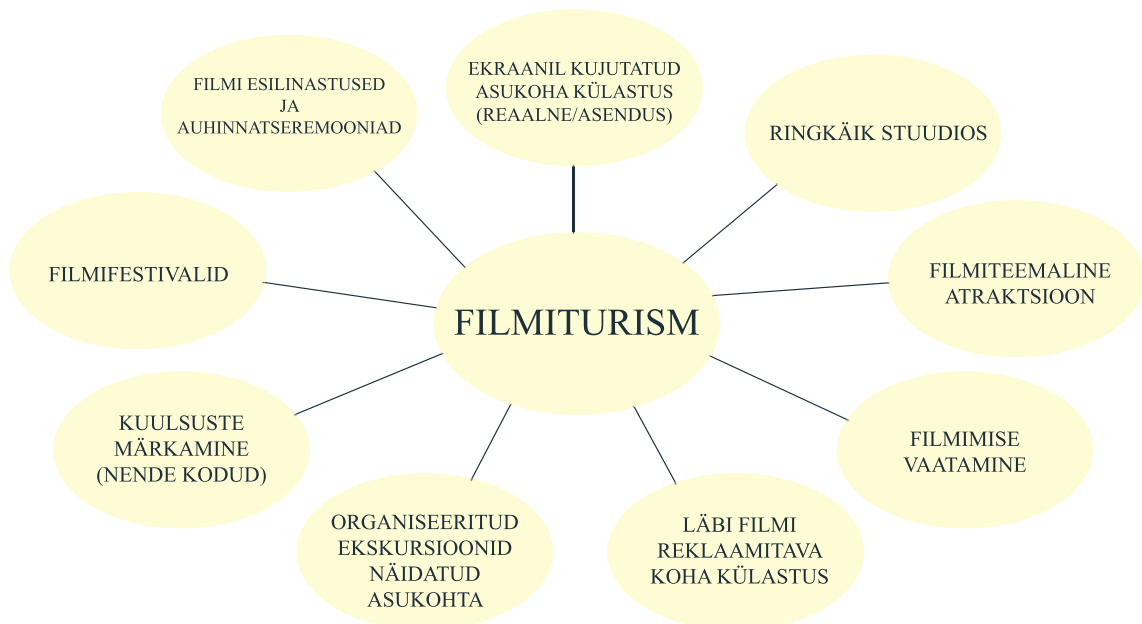 FILMI ESILINASTUSED
JA
AUHINNATSEREMOONIAD
EKRAANIL KUJUTATUD
ASUKOHA KÜLASTUS
(REAALNE/ASENDUS)
RINGKÄIK STUUDIOS
FILMIFESTIVALID
FILMITEEMALINE
ATRAKTSIOON
FILMITURISM
KUULSUSTE
MÄRKAMINE
(NENDE KODUD)
FILMIMISE
VAATAMINE
ORGANISEERITUD
EKSKURSIOONID
NÄIDATUD
ASUKOHTA
LÄBI FILMI
REKLAAMITAVA
KOHA KÜLASTUS